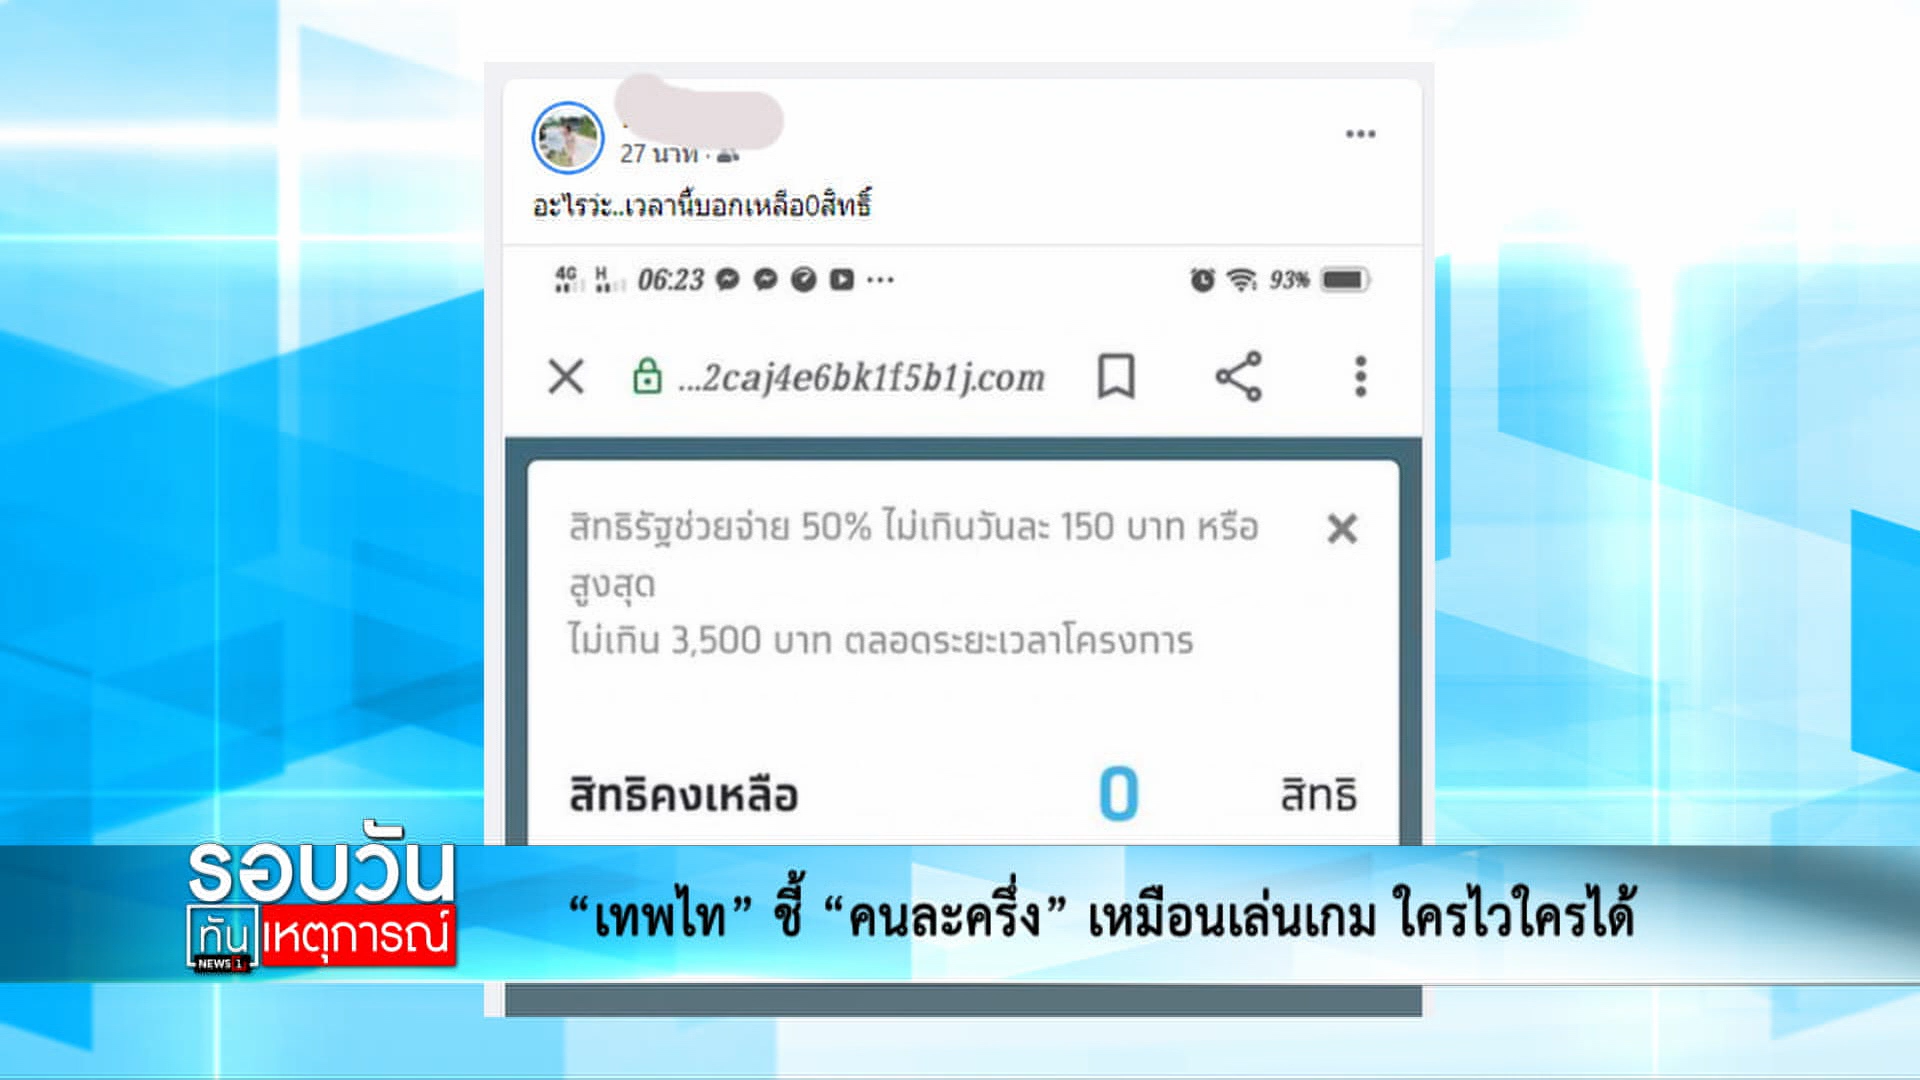 27 นาที ·
อะไรว่ะ..เวลานี้บอกเหลือ0สิทธิ์
4G H 06:23 ... 93%
...2caj4e6bk1f5b1j.com
สิทธิรัฐช่วยจ่าย 50% ไม่เกินวันละ 150 บาท หรือ
สูงสุด
ไม่เกิน 3,500 บาท ตลอดระยะเวลาโครงการ
สิทธิคงเหลือ 0 สิทธิ
รอบวัน
ทันเหตุการณ์
NEWS 1
“เทพไท” ชี้ “คนละครึ่ง” เหมือนเล่นเกม ใครไวใครได้